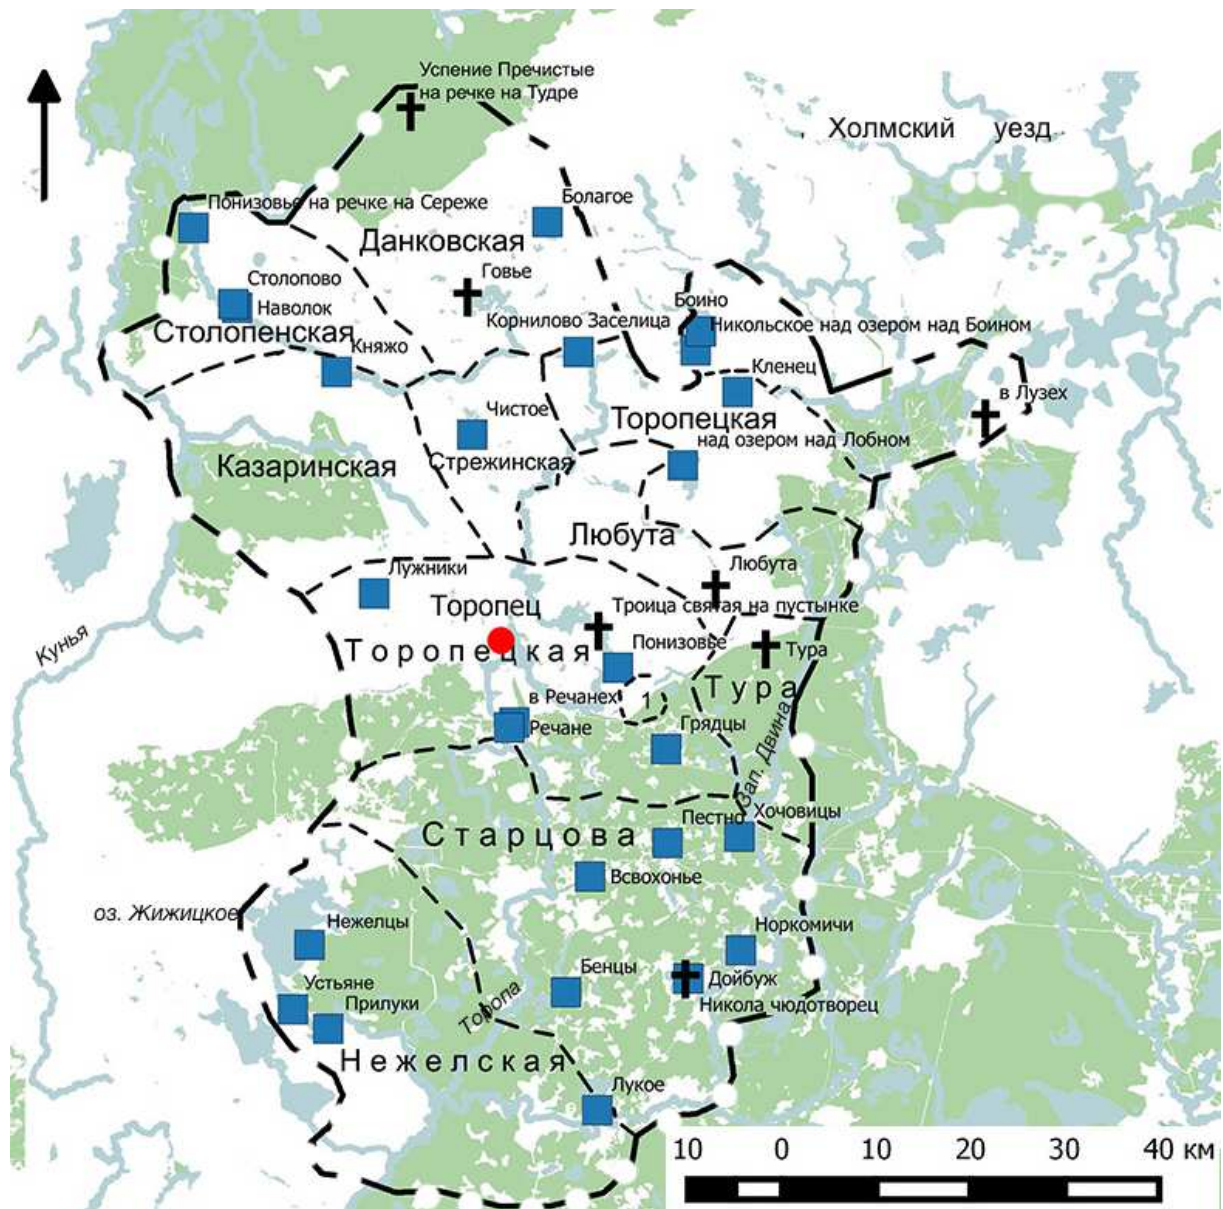 Успение Пречистые
на речке на Тудре
Холмский уезд
Понизовье на речке на Сереже
Болагое
Данковская
Говье
Столопово
Наволок
Столопенская
Княжо
Корнилово Заселица
Боино
Никольское над озером над Боином
Кленец
в Лузех
Чистое
Торопецкая
над озером над Лобном
Стрежинская
Казаринская
Любута
Любута
Лужники
Торопец
Троица святая на пустынке
Кунья
Торопецкая
Понизовье
Тура
Тура
в Речанех
1
Речане
Грядцы
Зап. Двина
Старцова
Пестно
Хочовицы
Всвохонье
оз. Жижицкое
Нежелцы
Норкомичи
Бенцы
Дойбуж
Устьяне
Прилуки
Торопа
Никола чюдотворец
Нежелская
Лукое
10 0 10 20 30 40 км